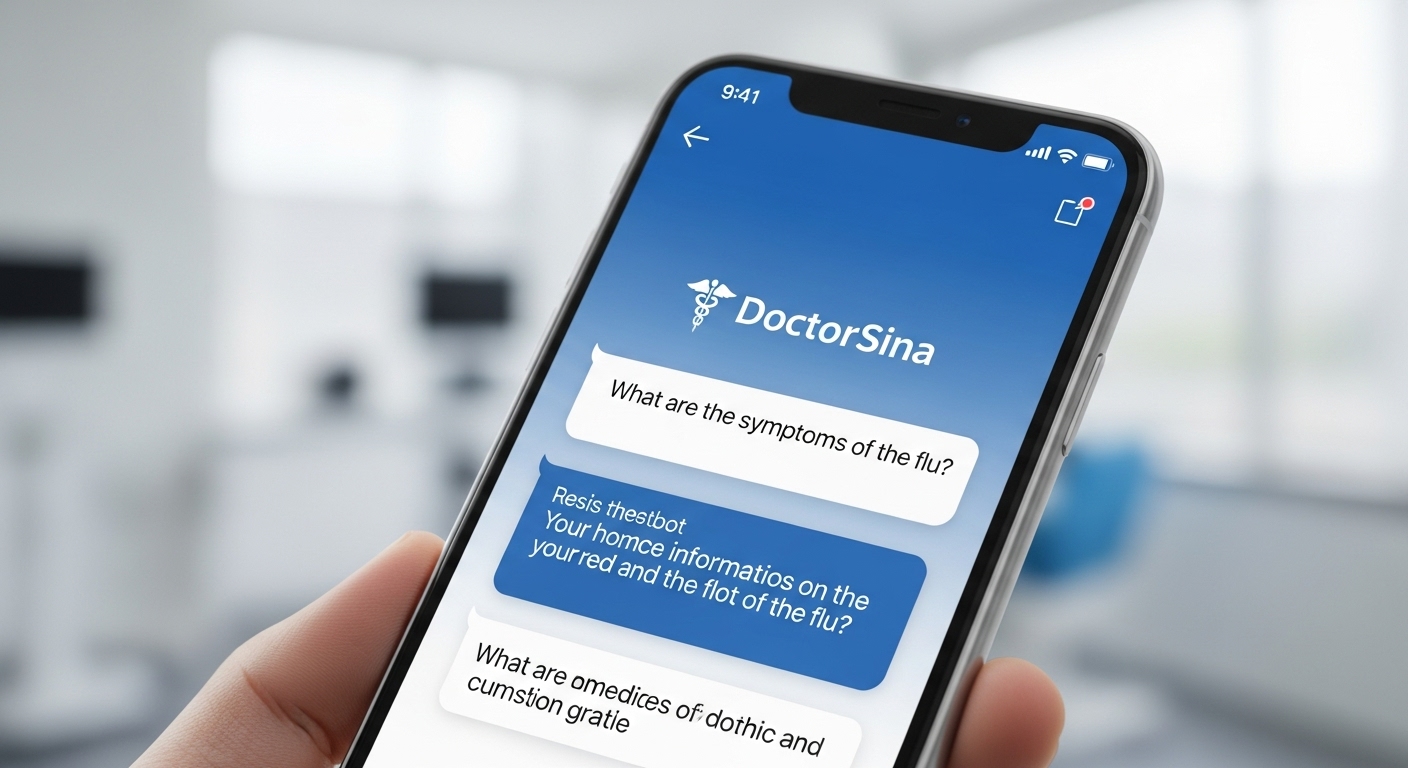 9:41
DoctorSina
What are the symptoms of the flu?
Resis thestbot
Your homce informatios on the
yourred and the flot of the flu?
What are omedices of dothic and
cumstion gratie